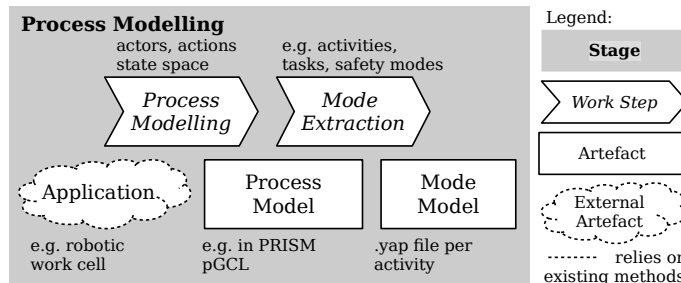 Process Modelling
actors, actions
state space
e.g. activities,
tasks, safety modes
Process
Modelling
Mode
Extraction
Application
Process
Model
Mode
Model
e.g. robotic
work cell
e.g. in PRISM
pGCL
.yap file per
activity
Legend:
Stage
Work Step
Artefact
External
Artefact
relies on
existing methods